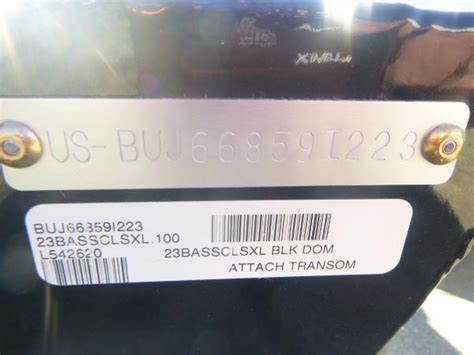 US-BUJ66859I223
BUJ66859I223
23BASSCLSXL.100
L542620
23BASSCLSXL BLK DOM
ATTACH TRANSOM